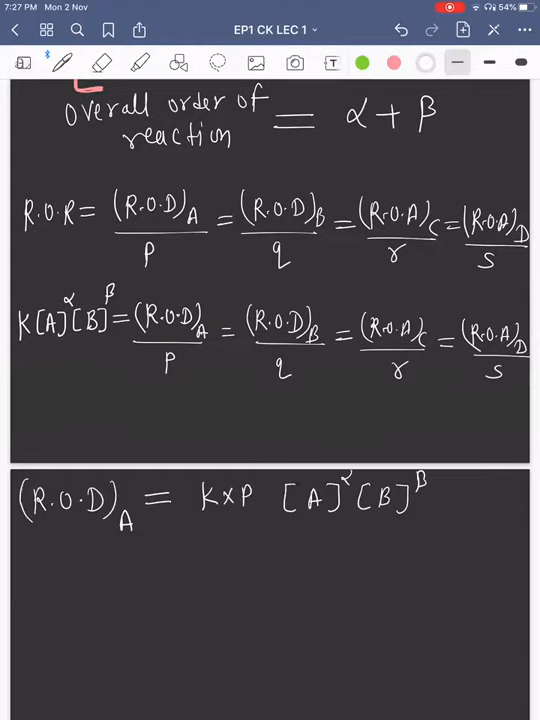 7:27 PM Mon 2 Nov 54%
EP1 CK LEC 1
T
Overall order of
reaction = α + β
R.O.R = (R.O.D)A / p = (R.O.D)B / q = (R.O.A)C / r = (R.O.A)D / s
K[A]^α [B]^β = (R.O.D)A / p = (R.O.D)B / q = (R.O.A)C / r = (R.O.A)D / s
(R.O.D)A = K×P [A]^α [B]^β